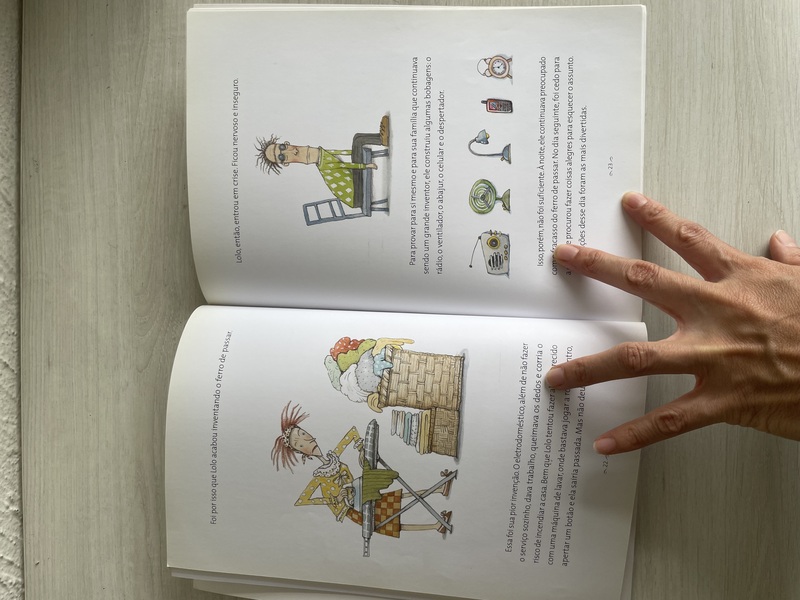 Foi por isso que Lolo acabou inventando o ferro de passar.
Essa foi sua pior invenção. O eletrodoméstico, além de não fazer
o serviço sozinho, dava trabalho, queimava os dedos e corria o
risco de incendiar a casa. Bem que Lolo tentou fazer parecido
com uma máquina de lavar, onde bastava jogar a ntro,
apertar um botão e ela sairia passada. Mas não deu
22
Lolo, então, entrou em crise. Ficou nervoso e inseguro.
Para provar para si mesmo e para sua família que continuava
sendo um grande inventor, ele construiu algumas bobagens: o
rádio, o ventilador, o abajur, o celular e o despertador.
Isso, porém, não foi suficiente. À noite, ele continuava preocupado
com fracasso do ferro de passar. No dia seguinte, foi cedo para
e procurou fazer coisas alegres para esquecer o assunto.
ções desse dia foram as mais divertidas.
23